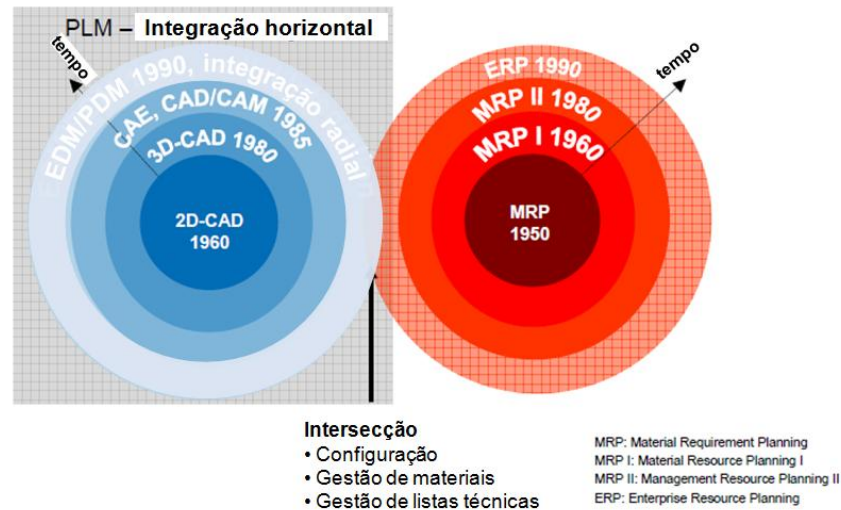 PLM – Integração horizontal
tempo
EDM/PDM 1990, integração radial
CAE, CAD/CAM 1985
3D-CAD 1980
2D-CAD
1960
tempo
ERP 1990
MRP II 1980
MRP I 1960
MRP
1950
Intersecção
• Configuração
• Gestão de materiais
• Gestão de listas técnicas
MRP: Material Requirement Planning
MRP I: Material Resource Planning I
MRP II: Management Resource Planning II
ERP: Enterprise Resource Planning